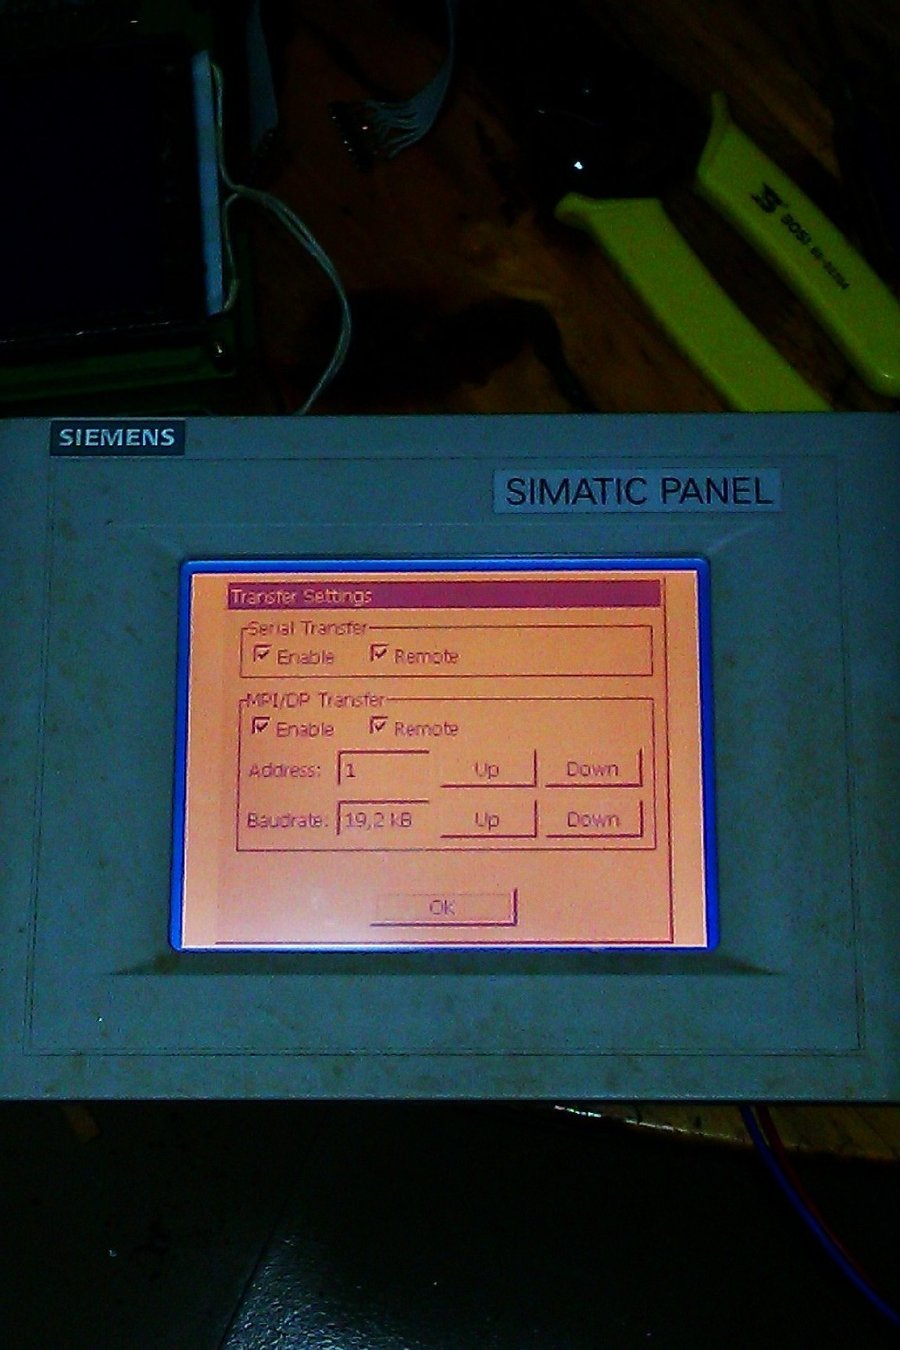 BOSI
SIEMENS
SIMATIC PANEL
Transfer Settings
Serial Transfer
Enable Remote
MPI/DP Transfer
Enable Remote
Address: 1 Up Down
Baudrate: 19,2 kB Up Down
OK